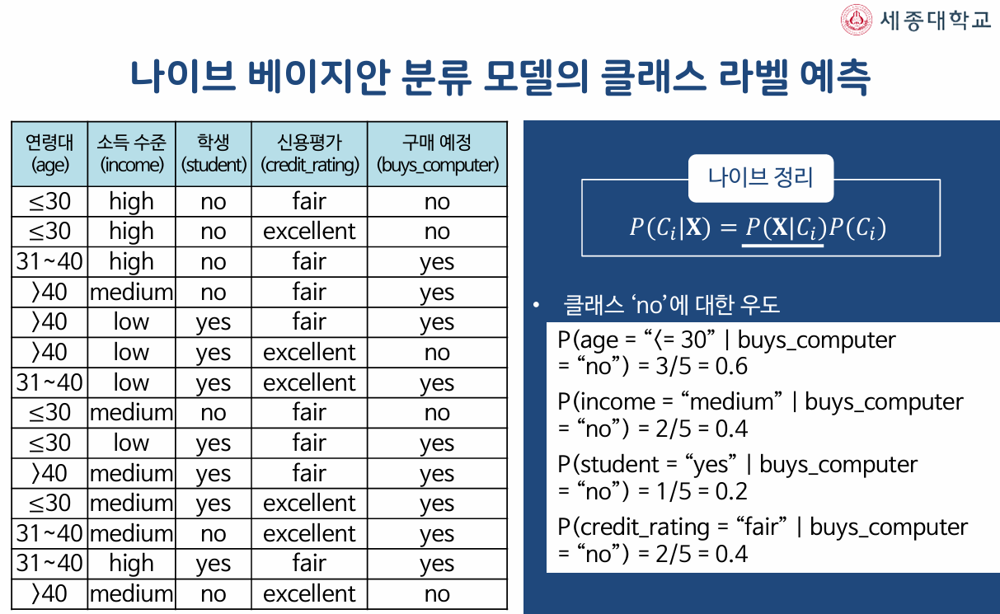 세종대학교
나이브 베이지안 분류 모델의 클래스 라벨 예측
연령대 소득 수준 학생 신용평가 구매 예정
(age) (income) (student) (credit_rating) (buys_computer)
≤30 high no fair no
≤30 high no excellent no
31~40 high no fair yes
〉40 medium no fair yes
〉40 low yes fair yes
〉40 low yes excellent no
31~40 low yes excellent yes
≤30 medium no fair no
≤30 low yes fair yes
〉40 medium yes fair yes
≤30 medium yes excellent yes
31~40 medium no excellent yes
31~40 high yes fair yes
〉40 medium no excellent no
나이브 정리
P(Cᵢ|X) = P(X|Cᵢ)P(Cᵢ)
• 클래스 ‘no’에 대한 우도
P(age = “〈= 30” | buys_computer
= “no”) = 3/5 = 0.6
P(income = “medium” | buys_computer
= “no”) = 2/5 = 0.4
P(student = “yes” | buys_computer
= “no”) = 1/5 = 0.2
P(credit_rating = “fair” | buys_computer
= “no”) = 2/5 = 0.4